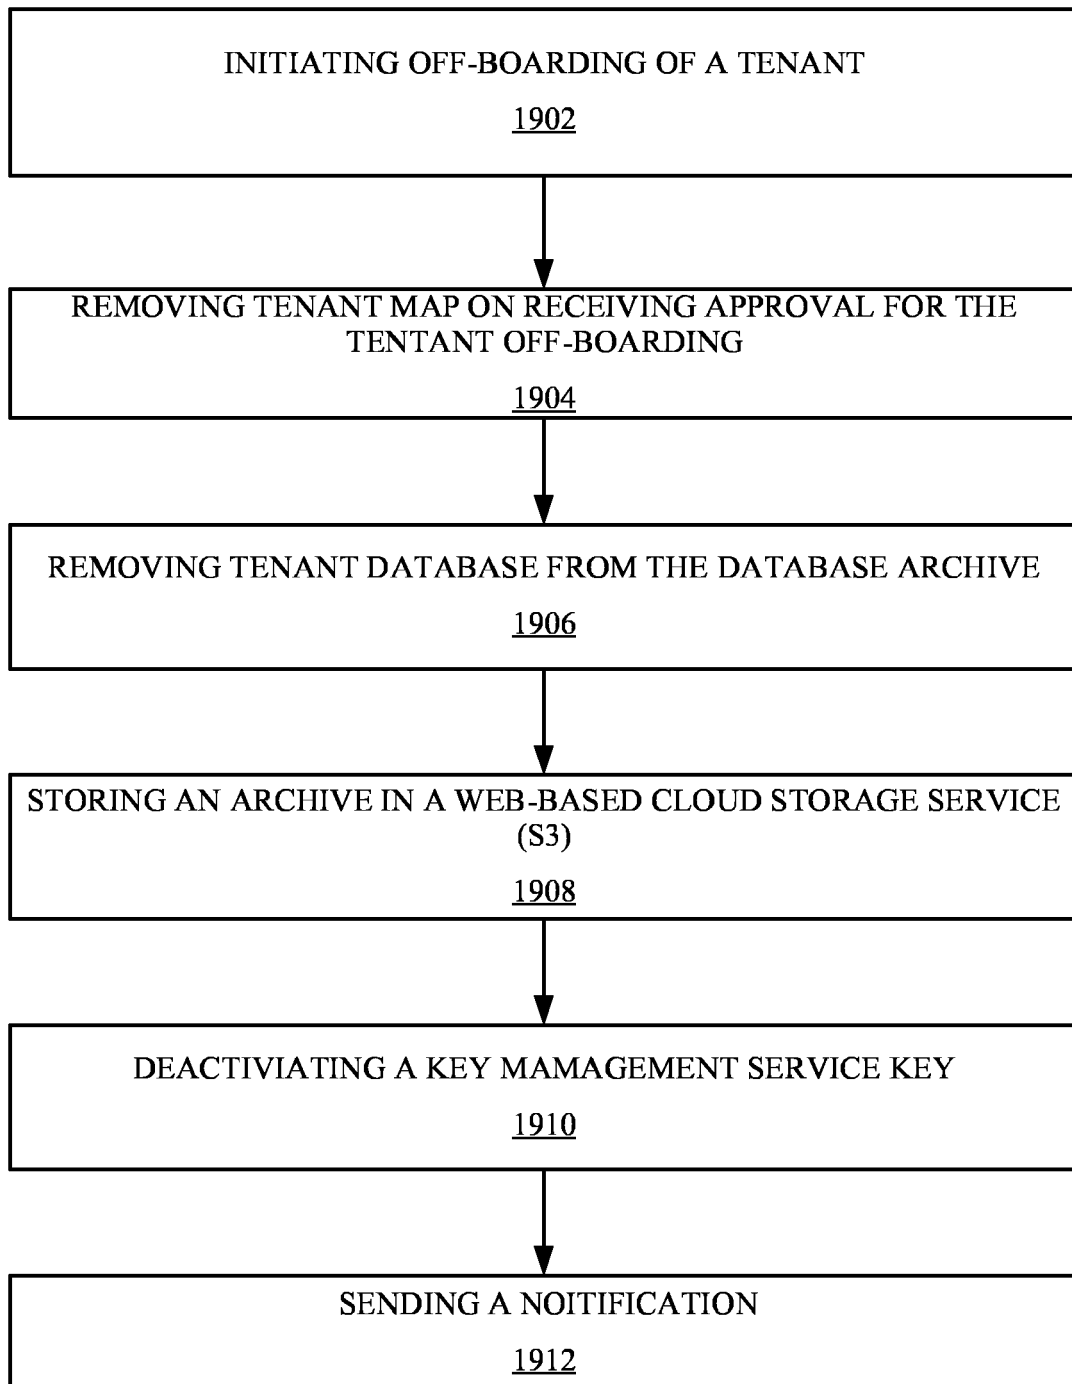 INITIATING OFF-BOARDING OF A TENANT
1902
REMOVING TENANT MAP ON RECEIVING APPROVAL FOR THE
TENTANT OFF-BOARDING
1904
REMOVING TENANT DATABASE FROM THE DATABASE ARCHIVE
1906
STORING AN ARCHIVE IN A WEB-BASED CLOUD STORAGE SERVICE
(S3)
1908
DEACTIVIATING A KEY MAMAGEMENT SERVICE KEY
1910
SENDING A NOITIFICATION
1912